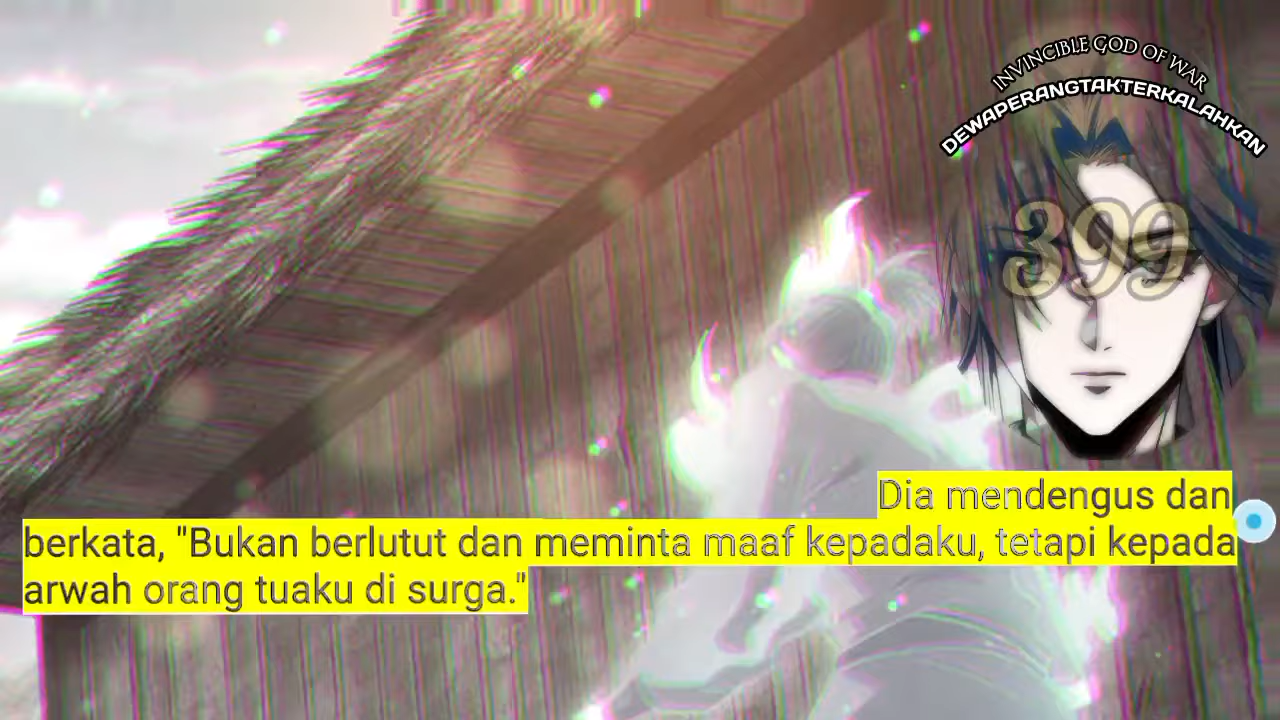 INVINCIBLE GOD OF WAR
DEWAPERANGTAKTERKALAHKAN
399
Dia mendengus dan
berkata, "Bukan berlutut dan meminta maaf kepadaku, tetapi kepada
arwah orang tuaku di surga."